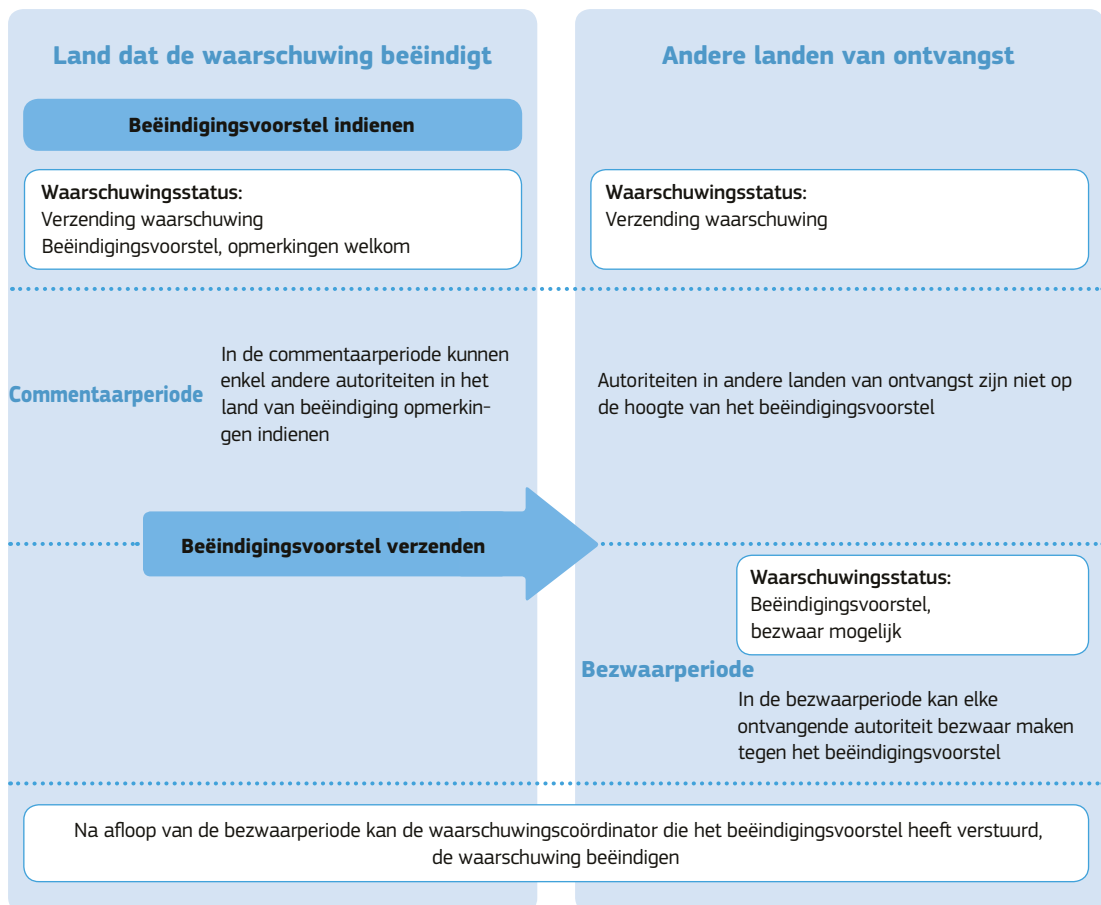 Land dat de waarschuwing beëindigt
Andere landen van ontvangst
Beëindigingsvoorstel indienen
Waarschuwingsstatus:
Verzending waarschuwing
Beëindigingsvoorstel, opmerkingen welkom
Waarschuwingsstatus:
Verzending waarschuwing
Commentaarperiode
In de commentaarperiode kunnen
enkel andere autoriteiten in het
land van beëindiging opmerkin-
gen indienen
Autoriteiten in andere landen van ontvangst zijn niet op
de hoogte van het beëindigingsvoorstel
Beëindigingsvoorstel verzenden
Waarschuwingsstatus:
Beëindigingsvoorstel,
bezwaar mogelijk
Bezwaarperiode
In de bezwaarperiode kan elke
ontvangende autoriteit bezwaar maken
tegen het beëindigingsvoorstel
Na afloop van de bezwaarperiode kan de waarschuwingscoördinator die het beëindigingsvoorstel heeft verstuurd,
de waarschuwing beëindigen